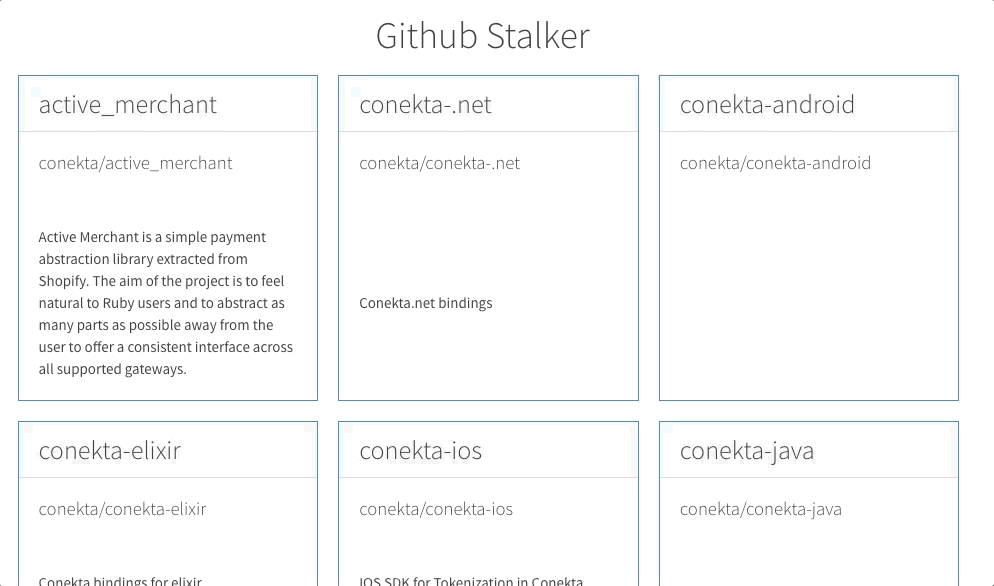 Github Stalker
active_merchant
conekta/active_merchant
Active Merchant is a simple payment
abstraction library extracted from
Shopify. The aim of the project is to feel
natural to Ruby users and to abstract as
many parts as possible away from the
user to offer a consistent interface across
all supported gateways.
conekta-.net
conekta/conekta-.net
Conekta.net bindings
conekta-android
conekta/conekta-android
conekta-elixir
conekta/conekta-elixir
Conekta bindings for elixir
conekta-ios
conekta/conekta-ios
IOS SDK for Tokenization in Conekta
conekta-java
conekta/conekta-java